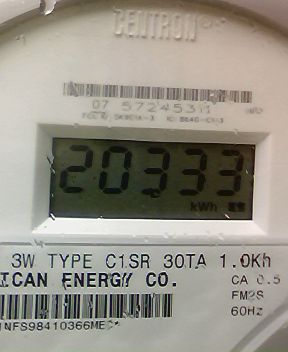 CENTRON
07 57245311
20333
kWh
3W TYPE C1SR 30TA 1.0Kh
ICAN ENERGY CO.
CA 0.5
FM2S
60Hz